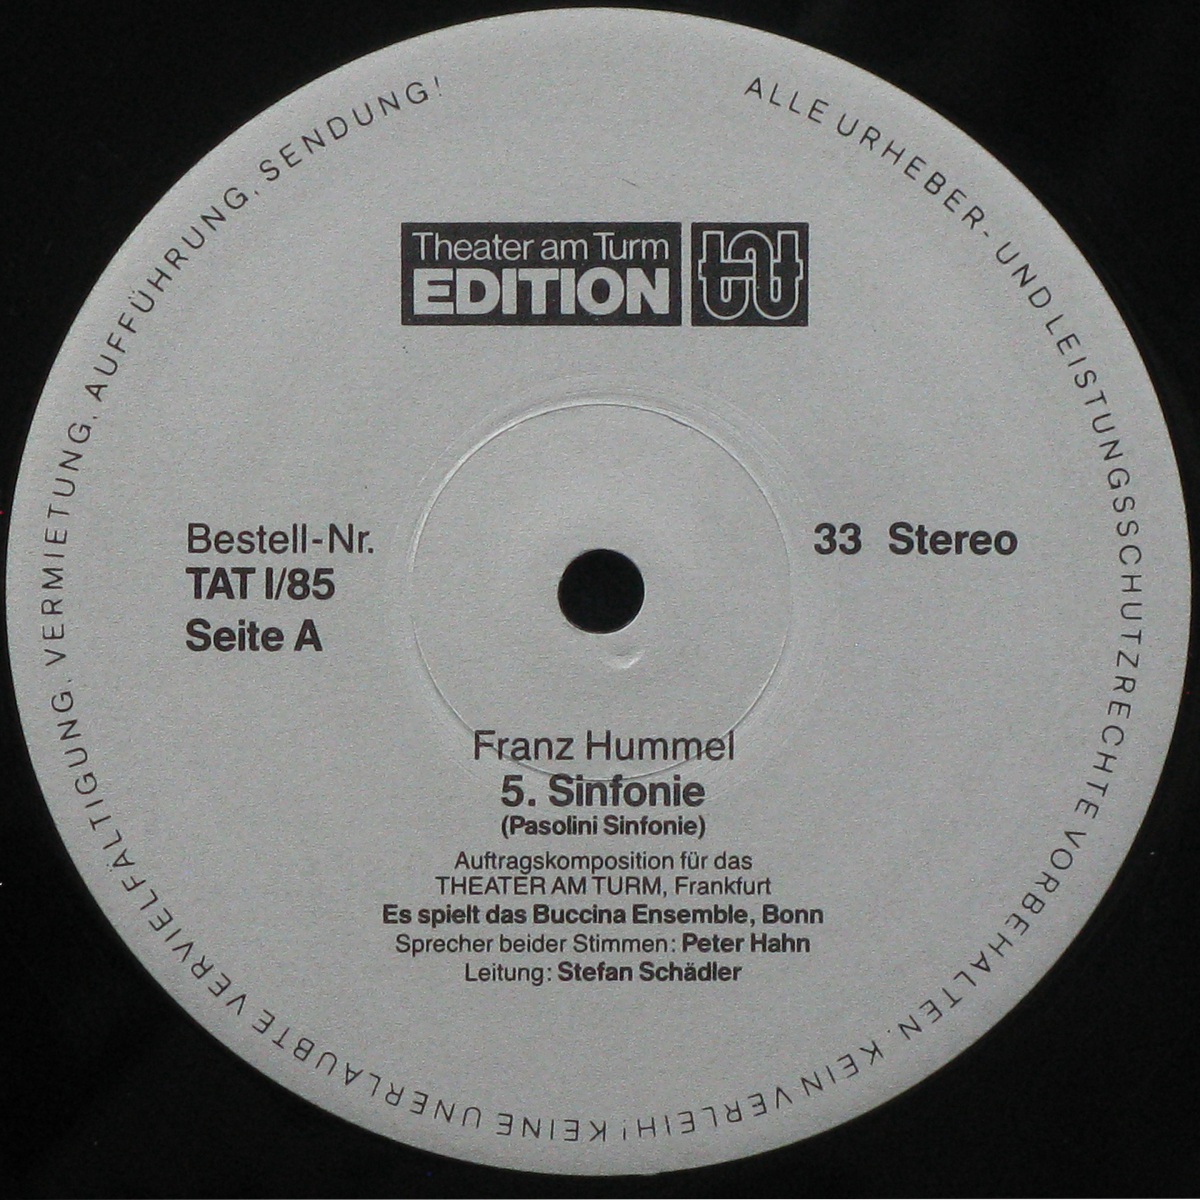 ALLE URHEBER- UND LEISTUNGSSCHUTZRECHTE VORBEHALTEN. KEIN VERLEIH! KEINE UNERLAUBTE VERVIELFÄLTIGUNG, VERMIETUNG, AUFFÜHRUNG, SENDUNG!
Theater am Turm
EDITION tat
Bestell-Nr.
TAT I/85
Seite A
33 Stereo
Franz Hummel
5. Sinfonie
(Pasolini Sinfonie)
Auftragskomposition für das
THEATER AM TURM, Frankfurt
Es spielt das Buccina Ensemble, Bonn
Sprecher beider Stimmen: Peter Hahn
Leitung: Stefan Schädler